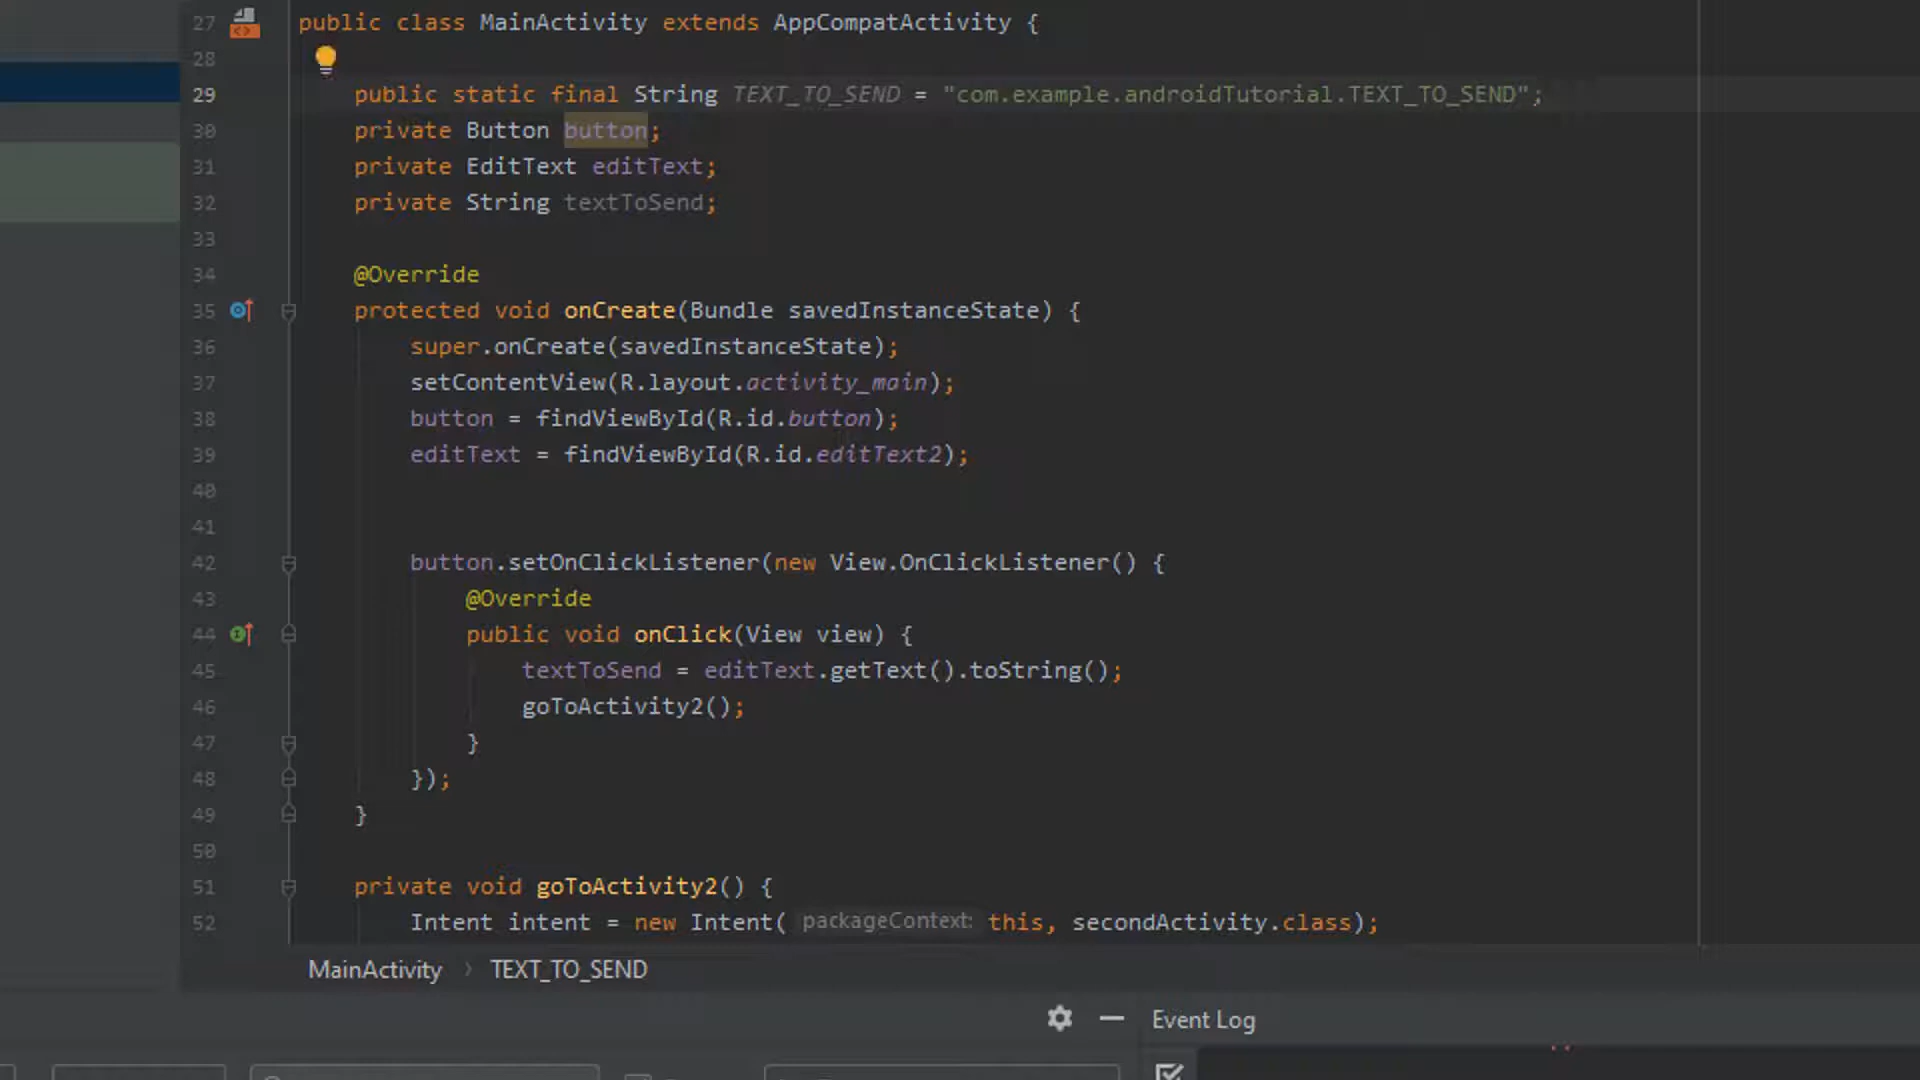 27 public class MainActivity extends AppCompatActivity {
28
29 public static final String TEXT_TO_SEND = "com.example.androidTutorial.TEXT_TO_SEND";
30 private Button button;
31 private EditText editText;
32 private String textToSend;
33
34 @Override
35 protected void onCreate(Bundle savedInstanceState) {
36 super.onCreate(savedInstanceState);
37 setContentView(R.layout.activity_main);
38 button = findViewById(R.id.button);
39 editText = findViewById(R.id.editText2);
40
41
42 button.setOnClickListener(new View.OnClickListener() {
43 @Override
44 public void onClick(View view) {
45 textToSend = editText.getText().toString();
46 goToActivity2();
47 }
48 });
49 }
50
51 private void goToActivity2() {
52 Intent intent = new Intent( packageContext: this, secondActivity.class);
MainActivity › TEXT_TO_SEND
Event Log